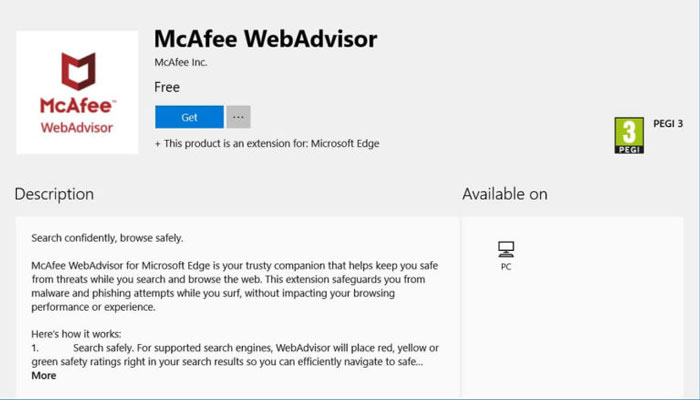 McAfee WebAdvisor
McAfee Inc.
McAfee™
WebAdvisor
Free
Get
...
+ This product is an extension for: Microsoft Edge
3
PEGI
PEGI 3
Description
Available on
Search confidently, browse safely.
McAfee WebAdvisor for Microsoft Edge is your trusty companion that helps keep you safe
from threats while you search and browse the web. This extension safeguards you from
malware and phishing attempts while you surf, without impacting your browsing
performance or experience.
Here's how it works:
1. Search safely. For supported search engines, WebAdvisor will place red, yellow or
green safety ratings right in your search results so you can efficiently navigate to safe...
More
PC